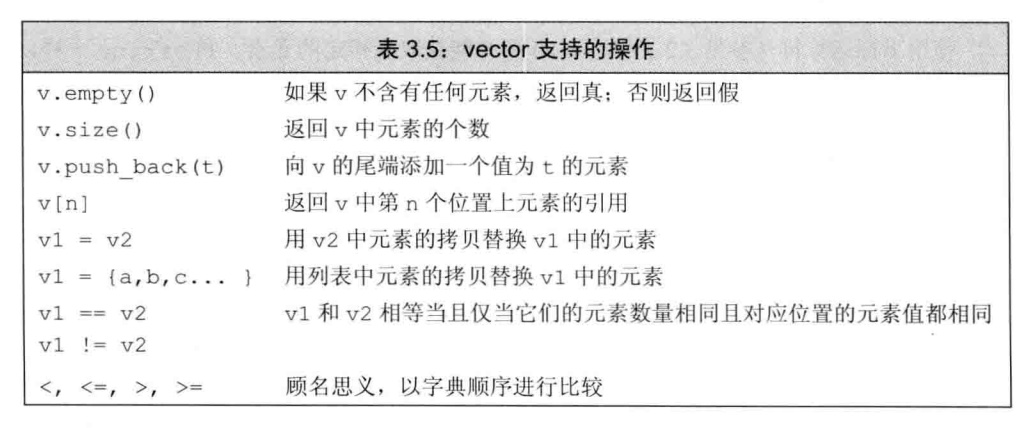 表 3.5：vector 支持的操作
v.empty() 如果 v 不含有任何元素，返回真；否则返回假
v.size() 返回 v 中元素的个数
v.push_back(t) 向 v 的尾端添加一个值为 t 的元素
v[n] 返回 v 中第 n 个位置上元素的引用
v1 = v2 用 v2 中元素的拷贝替换 v1 中的元素
v1 = {a,b,c... } 用列表中元素的拷贝替换 v1 中的元素
v1 == v2 v1 和 v2 相等当且仅当它们的元素数量相同且对应位置的元素值都相同
v1 != v2
<, <=, >, >= 顾名思义，以字典顺序进行比较